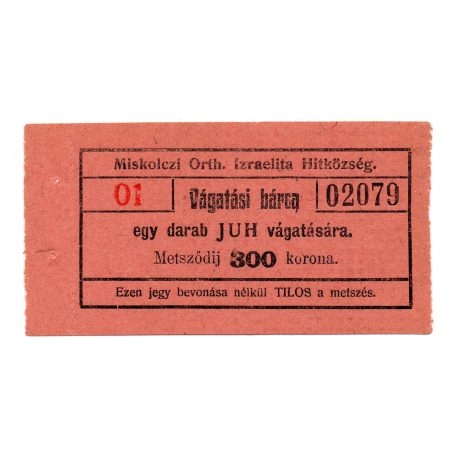 Miskolczi Orth. Izraelita Hitközség.
01 Vágatási bárca 02079
egy darab JUH vágatására.
Metsződij 300 korona.
Ezen jegy bevonása nélkül TILOS a metszés.